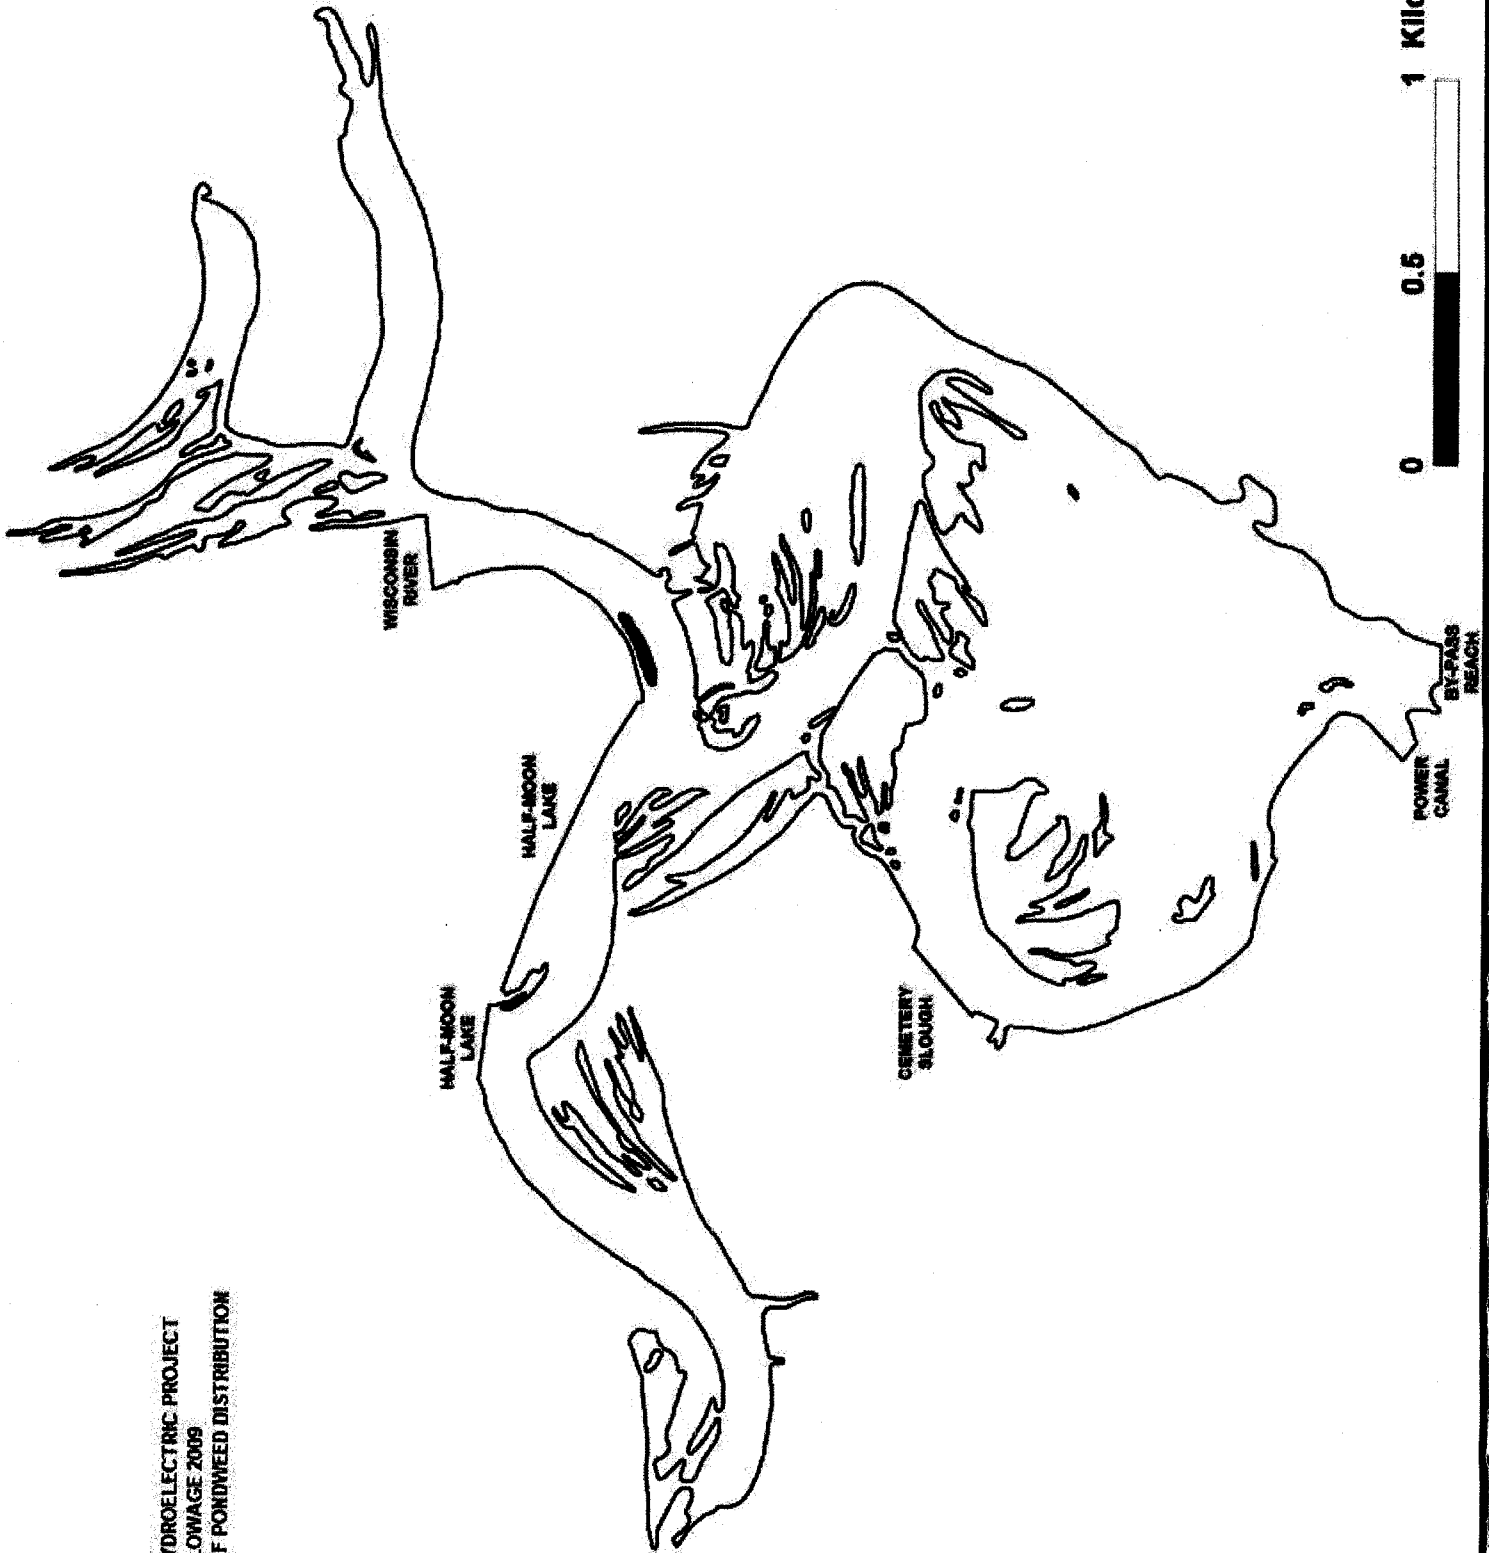 YDROELECTRIC PROJECT
LOWAGE 2009
F PONDWEED DISTRIBUTION
WISCONSIN
RIVER
HALF-MOON
LAKE
HALF-MOON
LAKE
CEMETERY
SLOUGH
POWER
CANAL
BY-PASS
REACH
0 0.5 1 Kilo